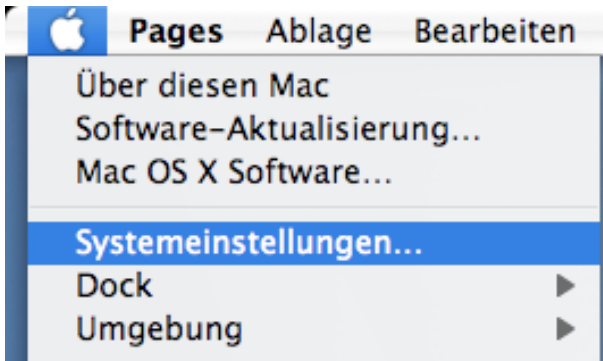 Pages Ablage Bearbeiten
Über diesen Mac
Software-Aktualisierung...
Mac OS X Software...
Systemeinstellungen...
Dock
Umgebung